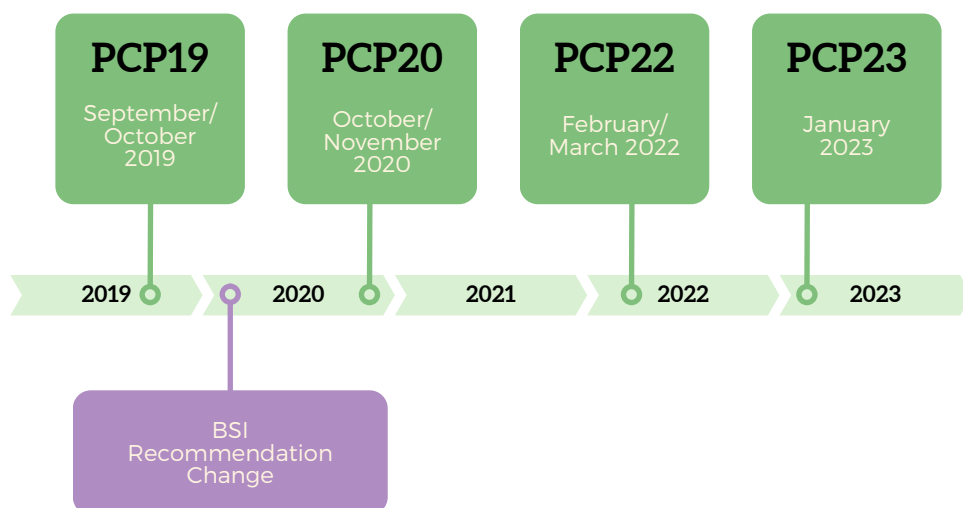 PCP19
September/
October
2019
PCP20
October/
November
2020
PCP22
February/
March 2022
PCP23
January
2023
2019
2020
2021
2022
2023
BSI
Recommendation
Change